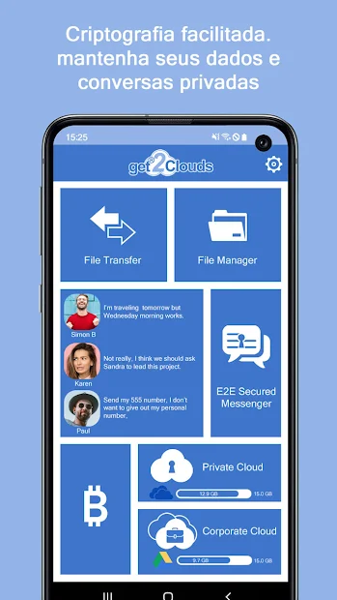 Criptografia facilitada.
mantenha seus dados e
conversas privadas
15:25
get2Clouds
File Transfer
File Manager
I'm traveling tomorrow but
Wednesday morning works.
Simon B
Not really, I think we should ask
Sandra to lead this project.
Karen
Send my 555 number, I don't
want to give out my personal
number,
Paul
E2E Secured
Messenger
Private Cloud
12.9 GB
15.0 GB
Corporate Cloud
9.7 GB
15.0 GB